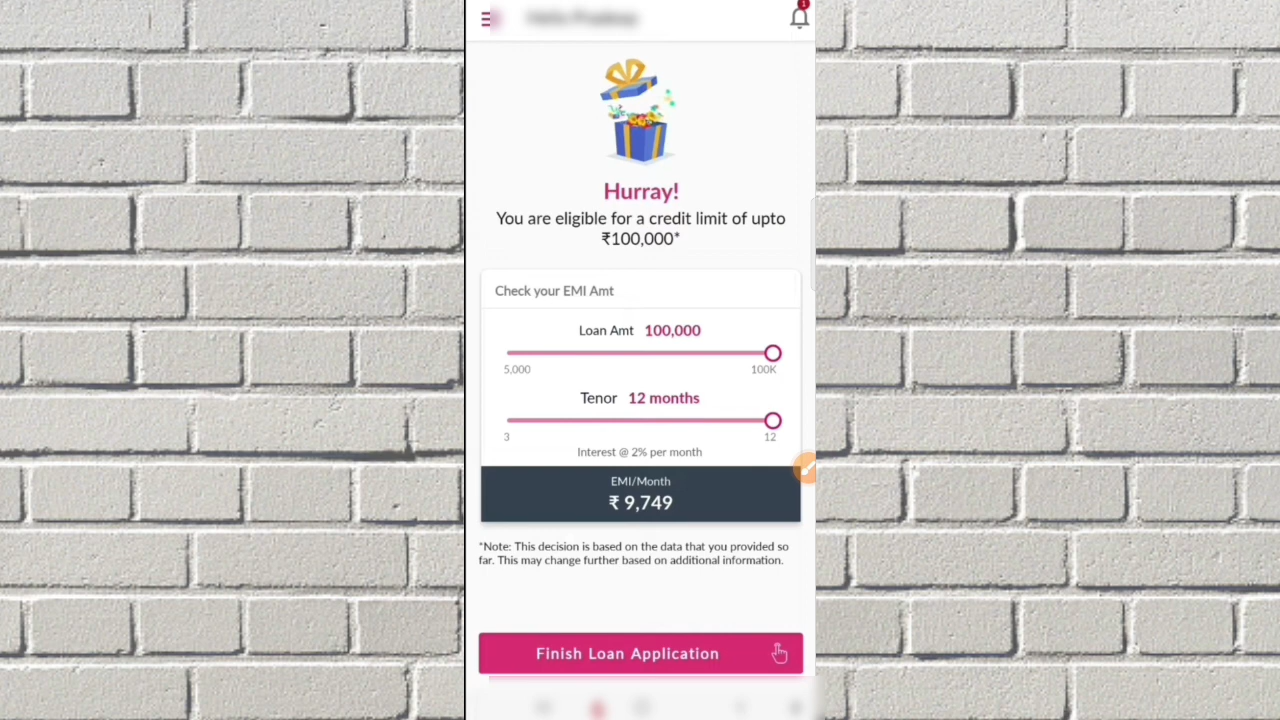 1
Hurray!
You are eligible for a credit limit of upto
₹100,000*
Check your EMI Amt
Loan Amt 100,000
5,000 100K
Tenor 12 months
3 12
Interest @ 2% per month
EMI/Month
₹ 9,749
*Note: This decision is based on the data that you provided so
far. This may change further based on additional information.
Finish Loan Application